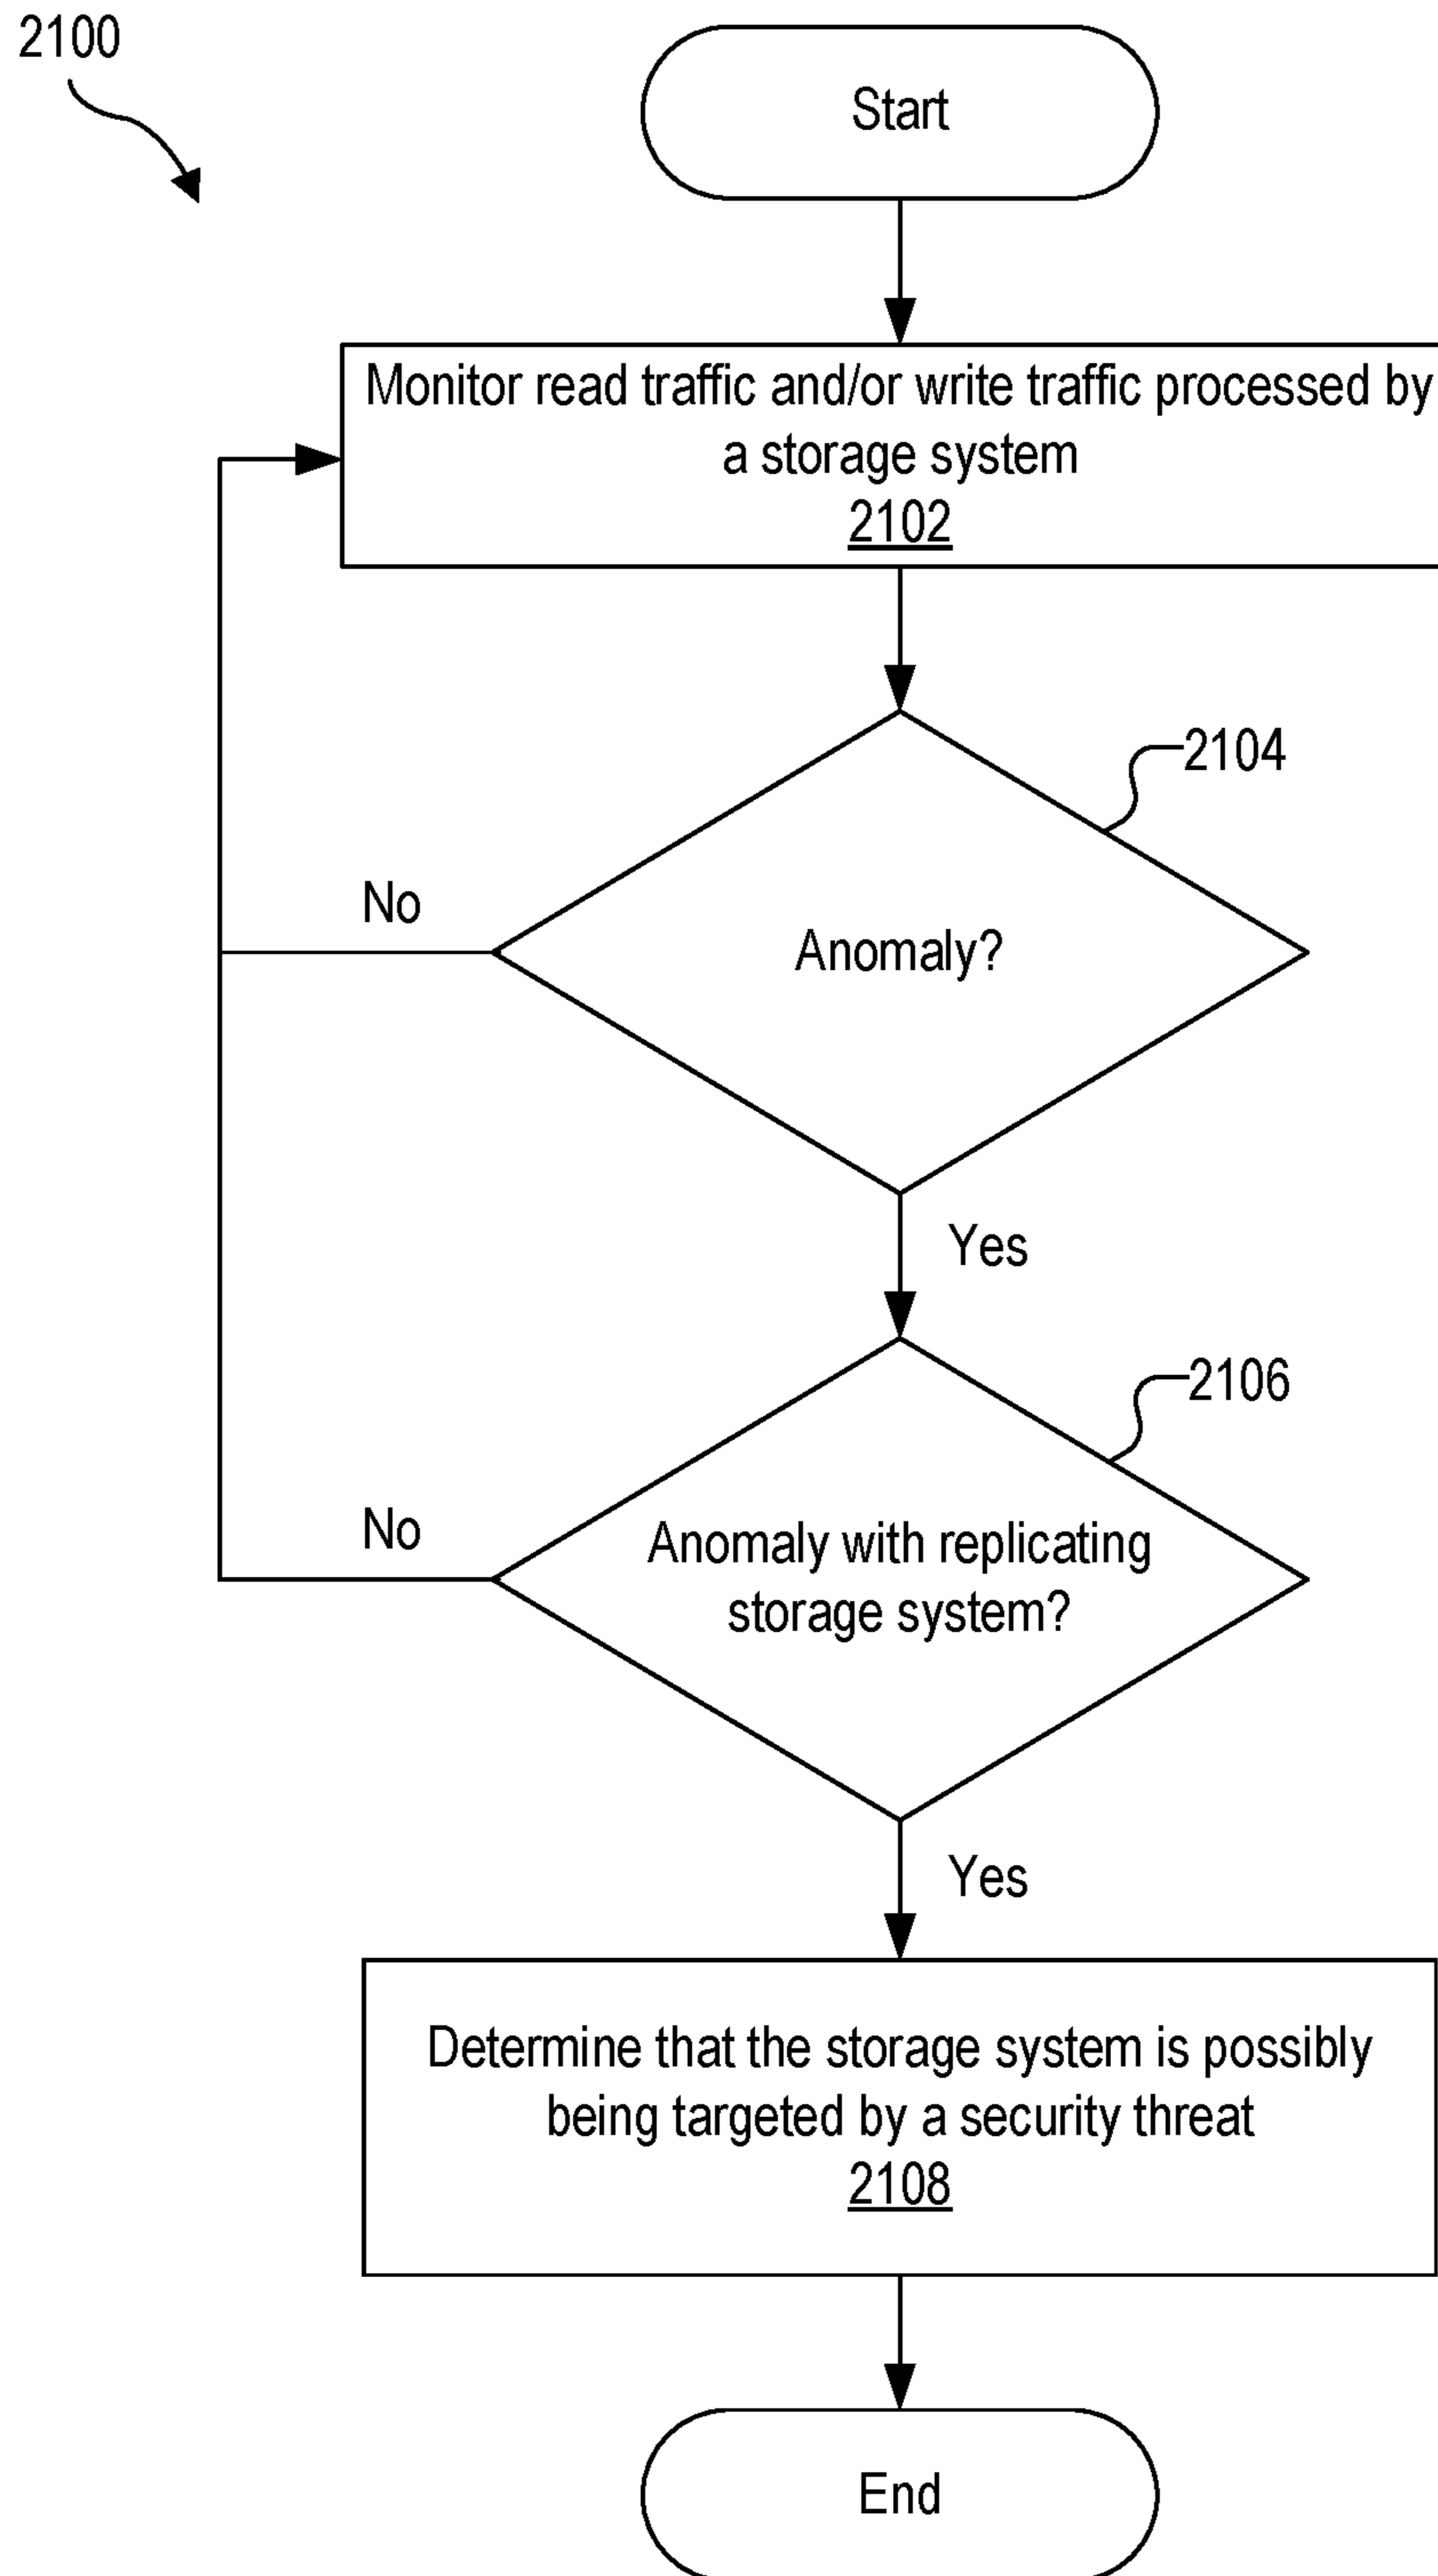 2100
Start
Monitor read traffic and/or write traffic processed by
a storage system
2102
2104
Anomaly?
No
Yes
2106
Anomaly with replicating
storage system?
No
Yes
Determine that the storage system is possibly
being targeted by a security threat
2108
End